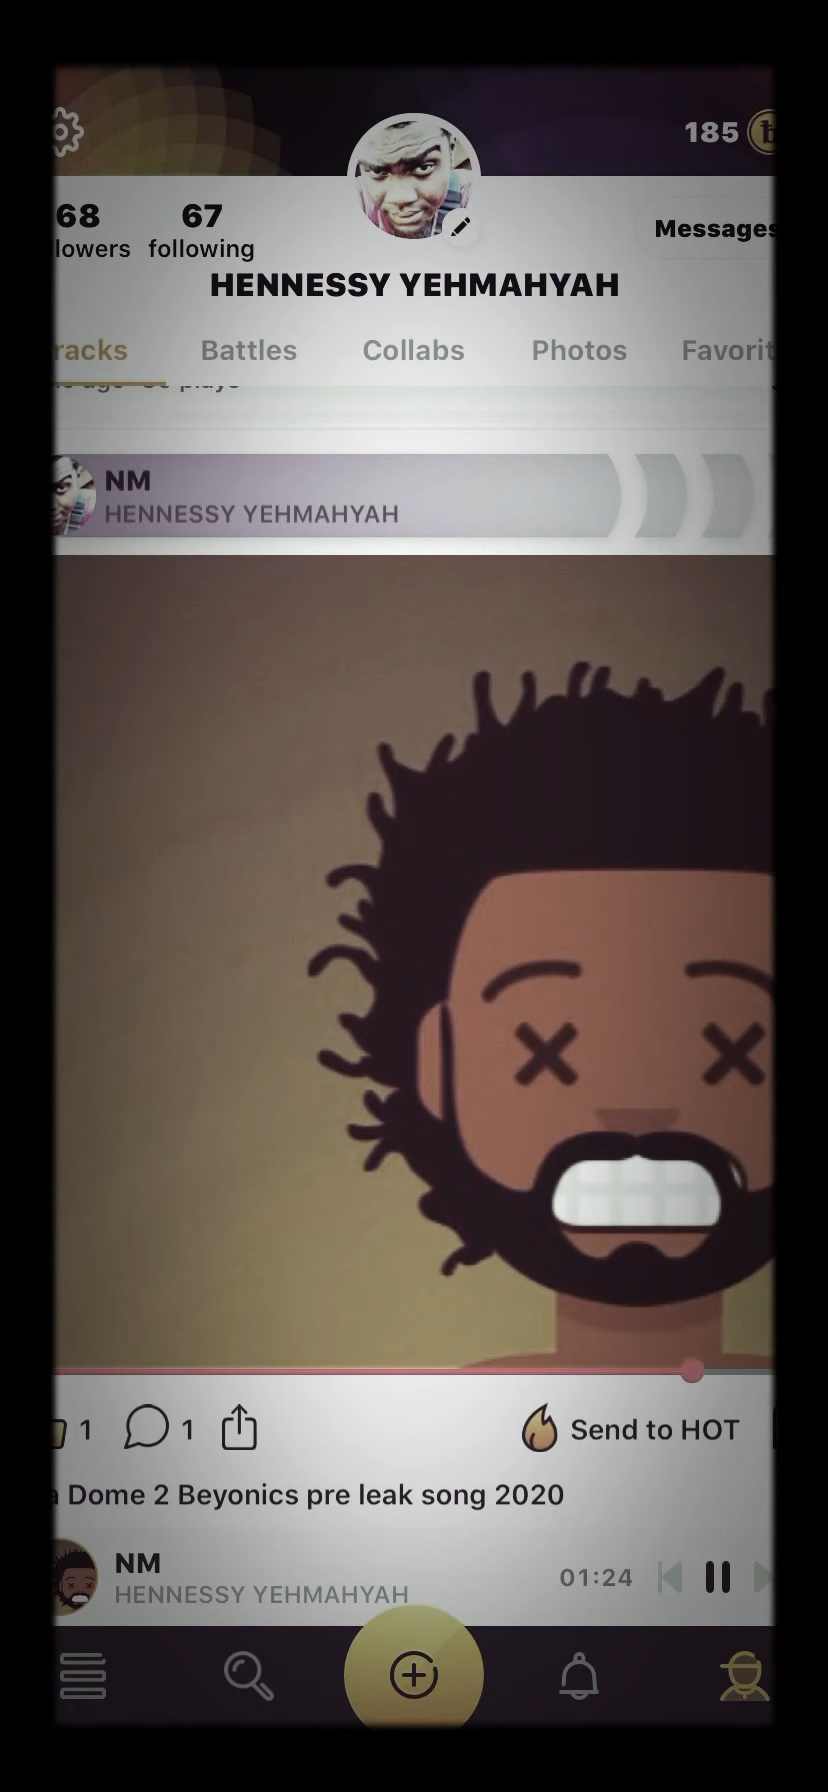 185
68 67
following
Messages
HENNESSY YEHMAHYAH
Battles Collabs Photos
NM
HENNESSY YEHMAHYAH
1 1 Send to HOT
Dome 2 Beyonics pre leak song 2020
NM
HENNESSY YEHMAHYAH
01:24